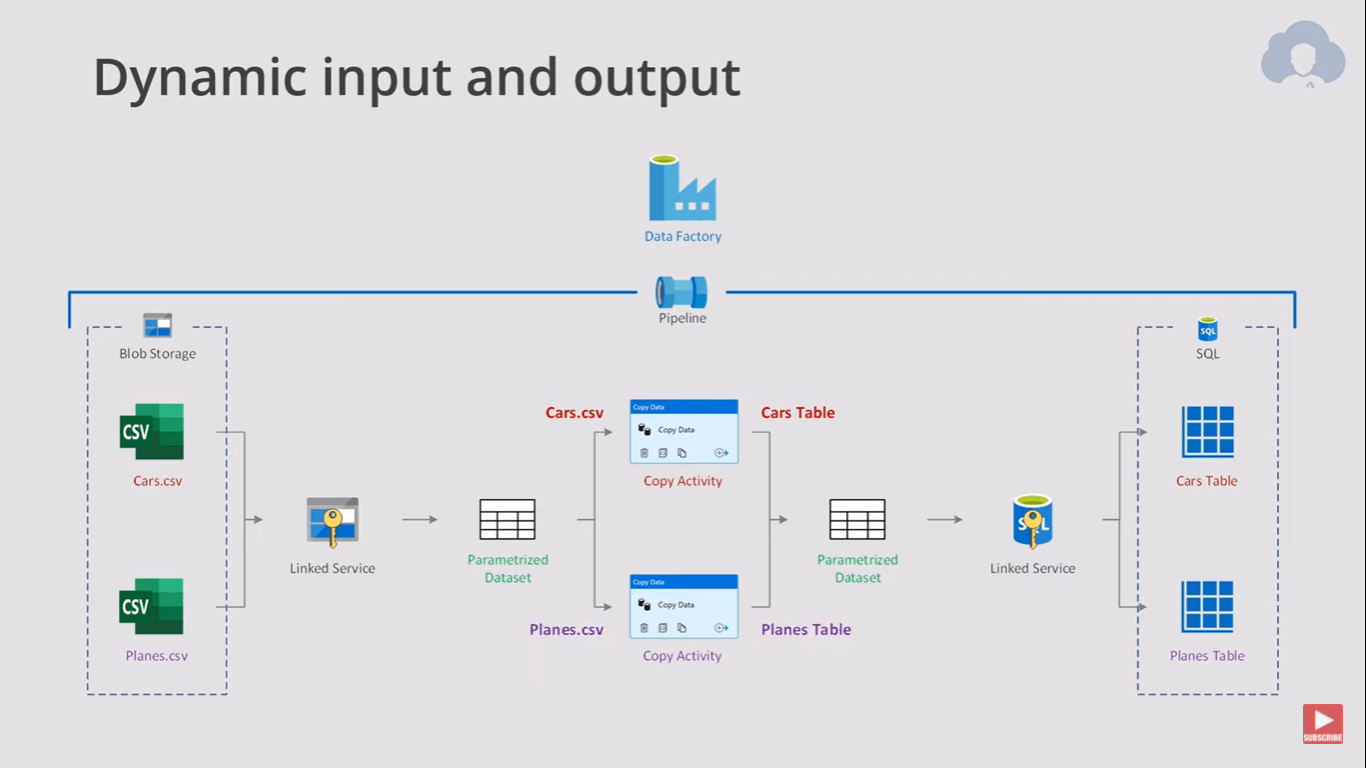 Dynamic input and output
Data Factory
Pipeline
Blob Storage
SQL
SQL
CSV
Cars.csv
CSV
Planes.csv
Linked Service
Parametrized
Dataset
Cars.csv
Copy Data
Copy Data
Copy Activity
Cars Table
Planes.csv
Copy Data
Copy Data
Copy Activity
Planes Table
Parametrized
Dataset
SQL
Linked Service
Cars Table
Planes Table
SUBSCRIBE